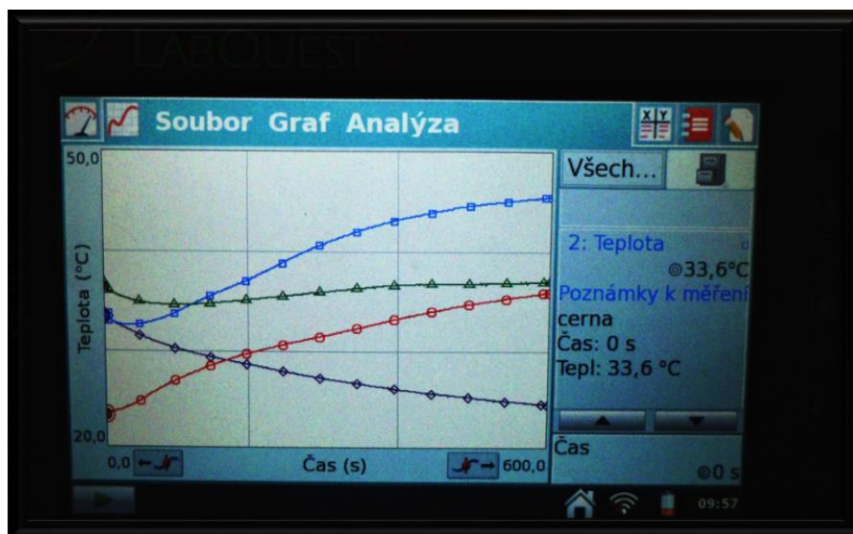 LABQUEST
Soubor Graf Analýza
X Y
50,0
Teplota (°C)
20,0
0,0
Čas (s)
600,0
Všech...
2: Teplota
33,6°C
Poznámky k měření
cerna
Čas: 0 s
Tepl: 33,6 °C
Čas
0 s
09:57